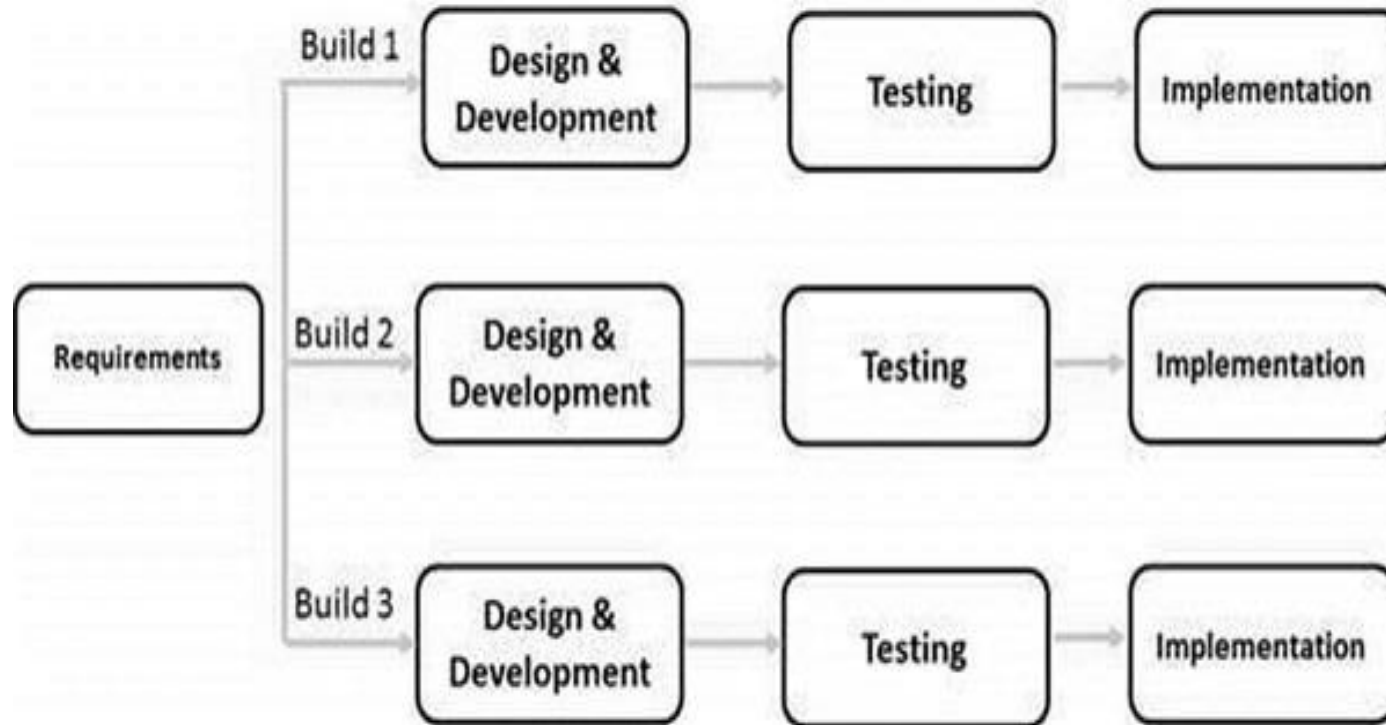 Build 1
Design &
Development
Testing
Implementation
Requirements
Build 2
Design &
Development
Testing
Implementation
Build 3
Design &
Development
Testing
Implementation